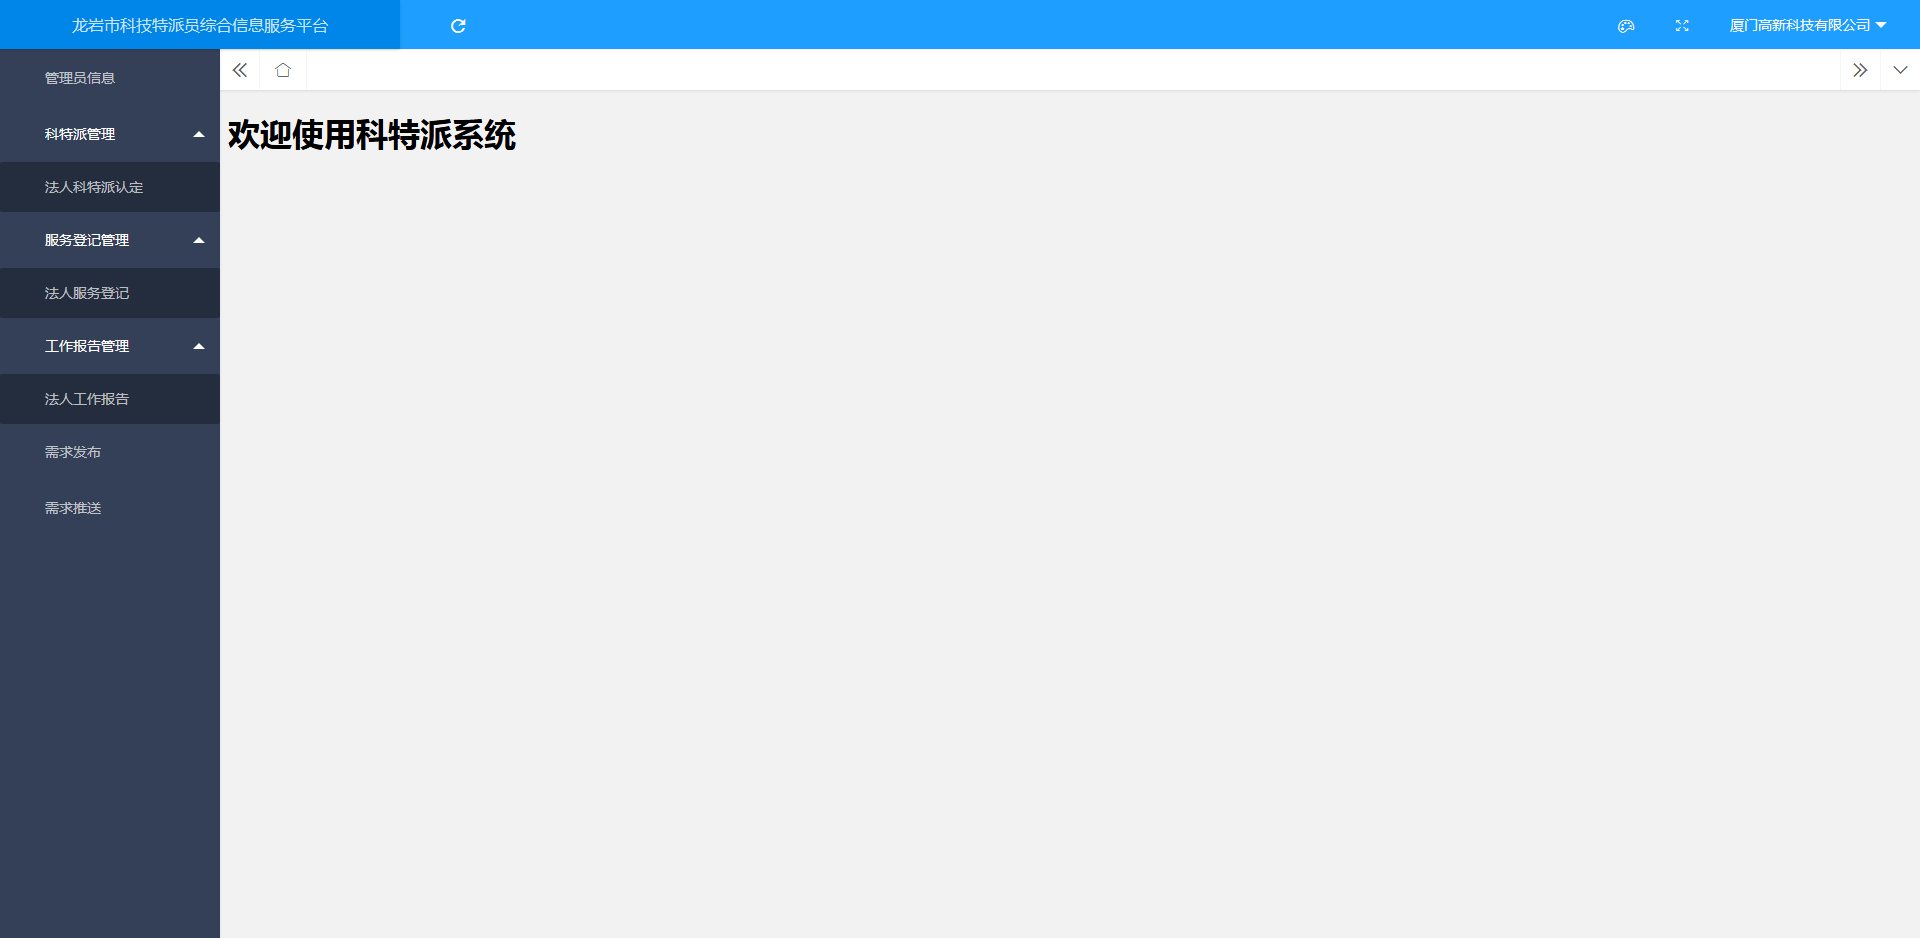 龙岩市科技特派员综合信息服务平台
厦门高新科技有限公司
管理员信息
科特派管理
法人科特派认定
服务登记管理
法人服务登记
工作报告管理
法人工作报告
需求发布
需求推送
欢迎使用科特派系统